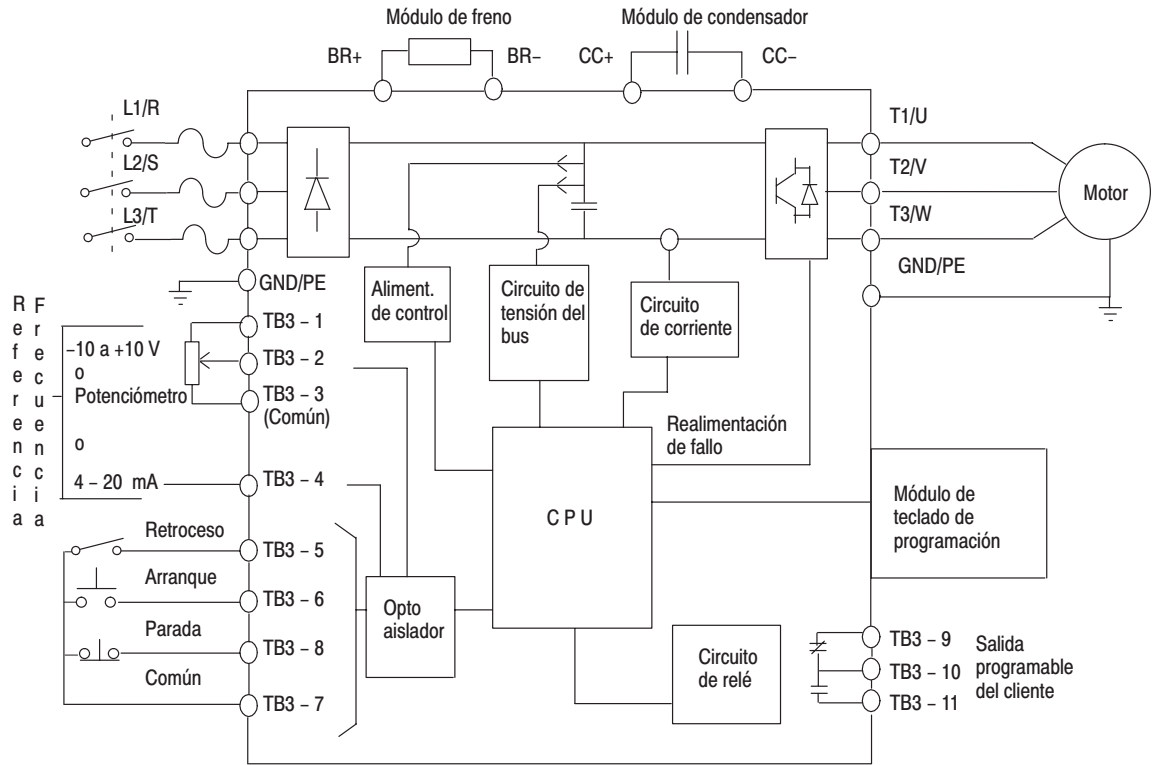 Módulo de freno
Módulo de condensador
BR+
BR–
CC+
CC–
L1/R
L2/S
L3/T
T1/U
T2/V
T3/W
GND/PE
Motor
GND/PE
Aliment.
de control
Circuito de
tensión del
bus
Circuito
de corriente
Referencia
Frecuencia
–10 a +10 V
o
Potenciómetro
o
4 – 20 mA
TB3 – 1
TB3 – 2
TB3 – 3
(Común)
TB3 – 4
Retroceso
TB3 – 5
Arranque
TB3 – 6
Parada
TB3 – 8
Común
TB3 – 7
Opto
aislador
C P U
Realimentación
de fallo
Módulo de
teclado de
programación
Circuito
de relé
TB3 – 9
TB3 – 10
TB3 – 11
Salida
programable
del cliente